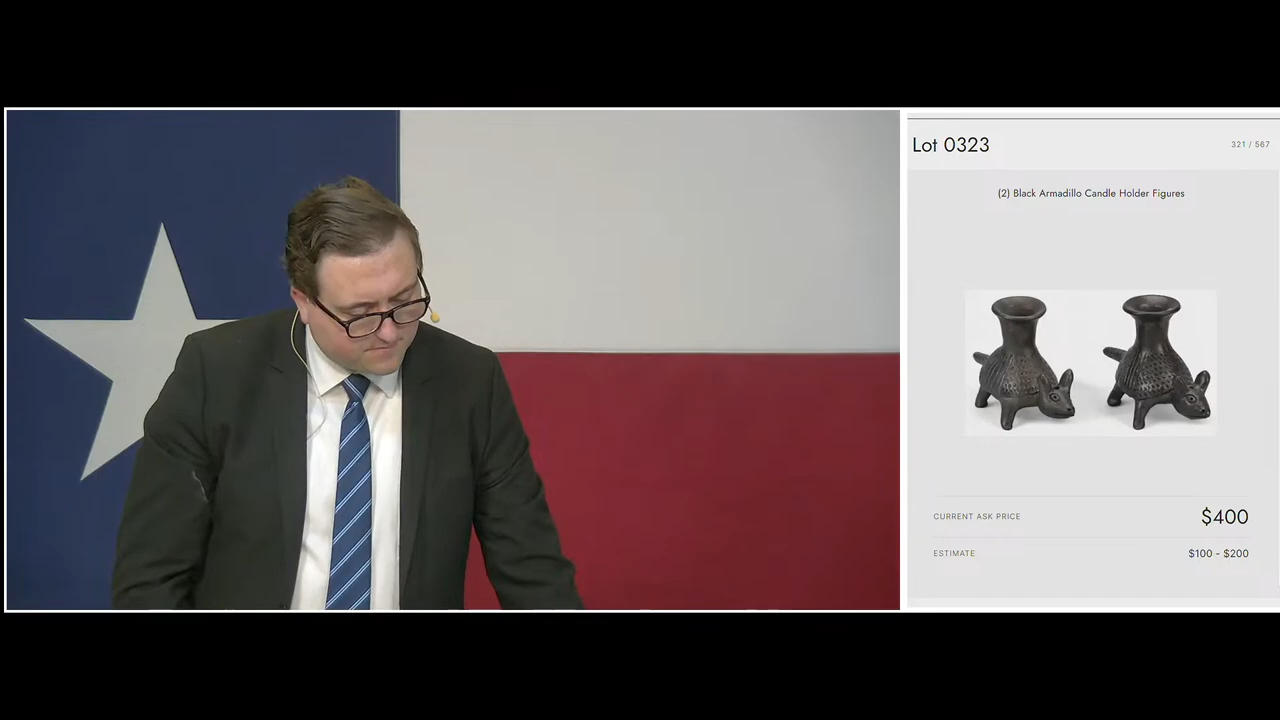 Lot 0323
321 / 567
(2) Black Armadillo Candle Holder Figures
CURRENT ASK PRICE
$400
ESTIMATE
$100 - $200